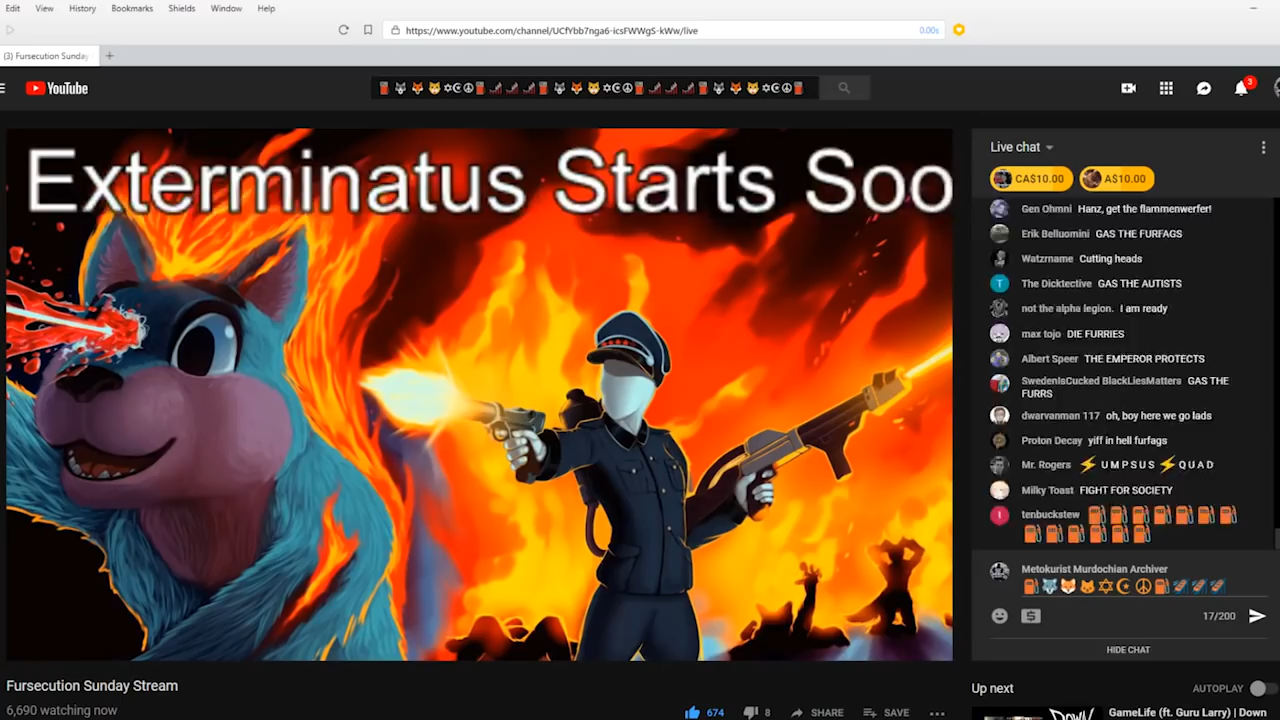 Edit View History Bookmarks Shields Window Help
https://www.youtube.com/channel/UCfYbb7nga6-icsFWWgS-kWw/live 0.00s
(3) Fursecution Sunday
YouTube
3
Exterminatus Starts Soo
Live chat
CA$10.00 A$10.00
Gen Ohmni Hanz, get the flammenwerfer!
Erik Belluomini GAS THE FURFAGS
Watzrname Cutting heads
The Dicktective GAS THE AUTISTS
not the alpha legion. I am ready
max tojo DIE FURRIES
Albert Speer THE EMPEROR PROTECTS
SwedenIsCucked BlackLiesMatters GAS THE
FURRS
dwarvanman 117 oh, boy here we go lads
Proton Decay yiff in hell furfags
Mr. Rogers ⚡ U M P S U S ⚡ Q U A D
Milky Toast FIGHT FOR SOCIETY
I tenbuckstew ⛽⛽⛽⛽⛽⛽⛽
⛽⛽⛽⛽⛽⛽
Metokurist Murdochian Archiver
17/200
HIDE CHAT
Fursecution Sunday Stream
6,690 watching now
674 8 SHARE SAVE
Up next AUTOPLAY
GameLife (ft. Guru Larry) | Down